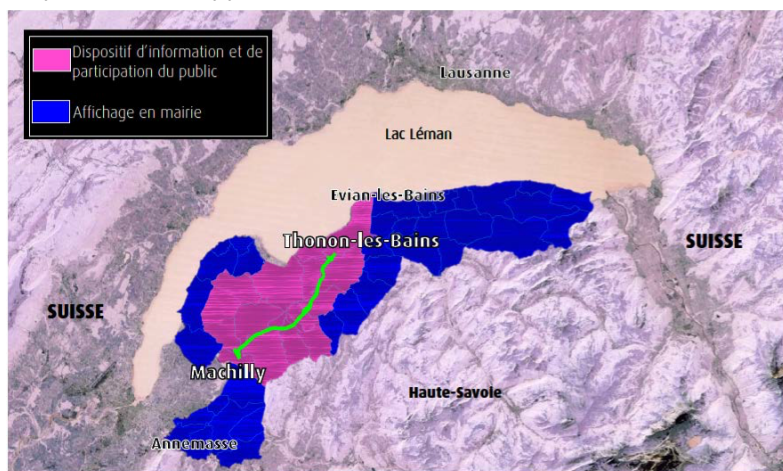 Dispositif d'information et de
participation du public
Affichage en mairie
Lausanne
Lac Léman
Evian-les-Bains
Thonon-les-Bains
SUISSE
SUISSE
Machilly
Haute-Savoie
Annemasse